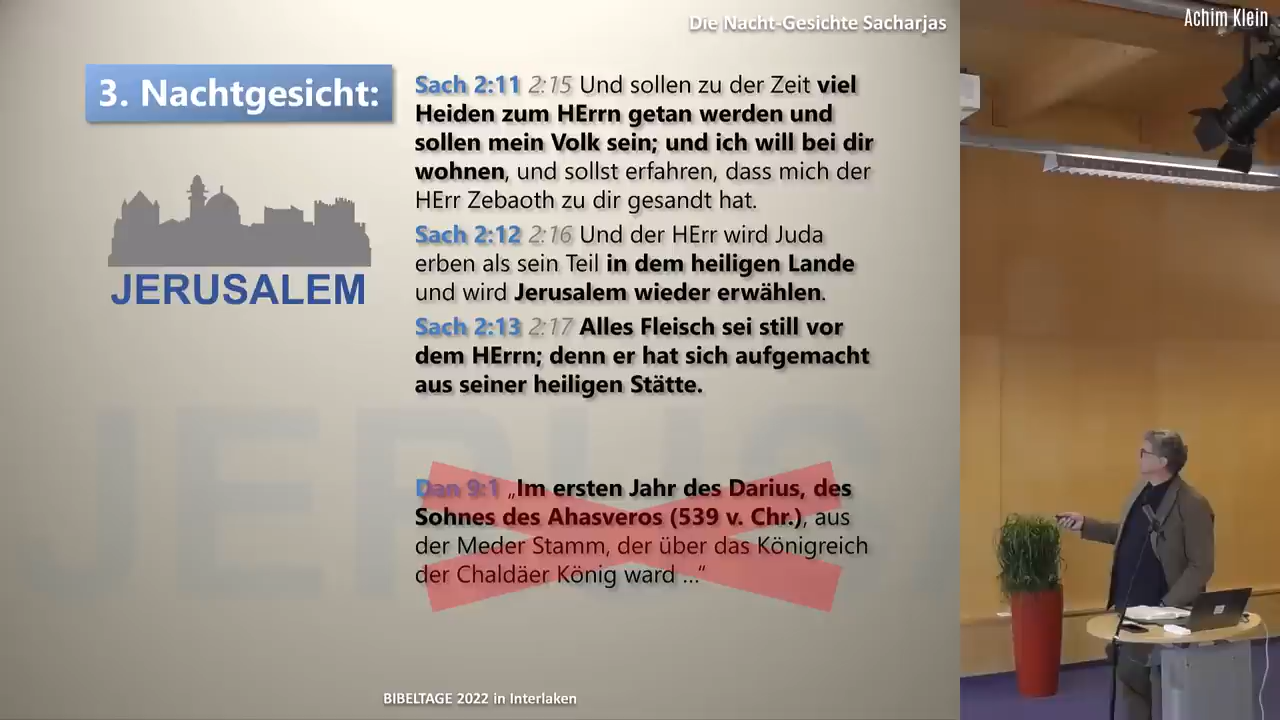 Die Nacht-Gesichte Sacharjas
Achim Klein
3. Nachtgesicht:
JERUSALEM
Sach 2:11 2:15 Und sollen zu der Zeit viel
Heiden zum HErrn getan werden und
sollen mein Volk sein; und ich will bei dir
wohnen, und sollst erfahren, dass mich der
HErr Zebaoth zu dir gesandt hat.
Sach 2:12 2:16 Und der HErr wird Juda
erben als sein Teil in dem heiligen Lande
und wird Jerusalem wieder erwählen.
Sach 2:13 2:17 Alles Fleisch sei still vor
dem HErrn; denn er hat sich aufgemacht
aus seiner heiligen Stätte.
Dan 9:1 „Im ersten Jahr des Darius, des
Sohnes des Ahasveros (539 v. Chr.), aus
der Meder Stamm, der über das Königreich
der Chaldäer König ward ...“
BIBELTAGE 2022 in Interlaken